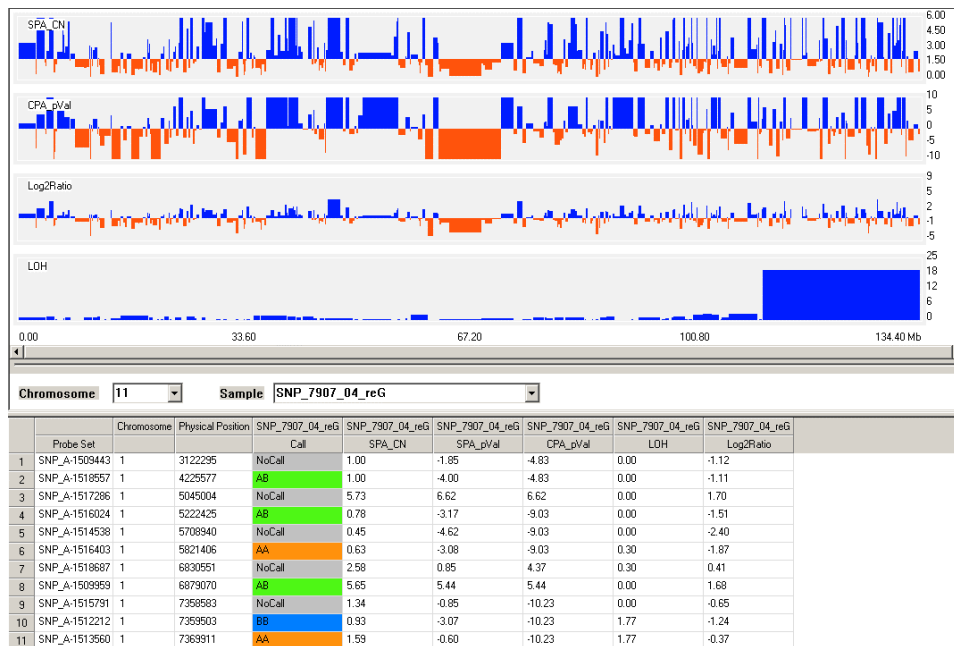 SPA_CN
6.00
4.50
3.00
1.50
0.00
CPA_pVal
10
5
0
-5
-10
Log2Ratio
9
5
2
-1
-5
LOH
25
18
12
6
0
0.00 33.60 67.20 100.80 134.40 Mb
Chromosome 11 Sample SNP_7907_04_reG
Chromosome Physical Position SNP_7907_04_reG SNP_7907_04_reG SNP_7907_04_reG SNP_7907_04_reG SNP_7907_04_reG SNP_7907_04_reG
Probe Set Call SPA_CN SPA_pVal CPA_pVal LOH Log2Ratio
1 SNP_A-1509443 1 3122295 NoCall 1.00 -1.85 -4.83 0.00 -1.12
2 SNP_A-1518557 1 4225577 AB 1.00 -4.00 -4.83 0.00 -1.11
3 SNP_A-1517286 1 5045004 NoCall 5.73 6.62 6.62 0.00 1.70
4 SNP_A-1516024 1 5222425 AB 0.78 -3.17 -9.03 0.00 -1.51
5 SNP_A-1514538 1 5708940 NoCall 0.45 -4.62 -9.03 0.00 -2.40
6 SNP_A-1516403 1 5821406 AA 0.63 -3.08 -9.03 0.30 -1.87
7 SNP_A-1518687 1 6830551 NoCall 2.58 0.85 4.37 0.30 0.41
8 SNP_A-1509959 1 6879070 AB 5.65 5.44 5.44 0.00 1.68
9 SNP_A-1515791 1 7358583 NoCall 1.34 -0.85 -10.23 0.00 -0.65
10 SNP_A-1512212 1 7359503 BB 0.93 -3.07 -10.23 1.77 -1.24
11 SNP_A-1513560 1 7369911 AA 1.59 -0.60 -10.23 1.77 -0.37